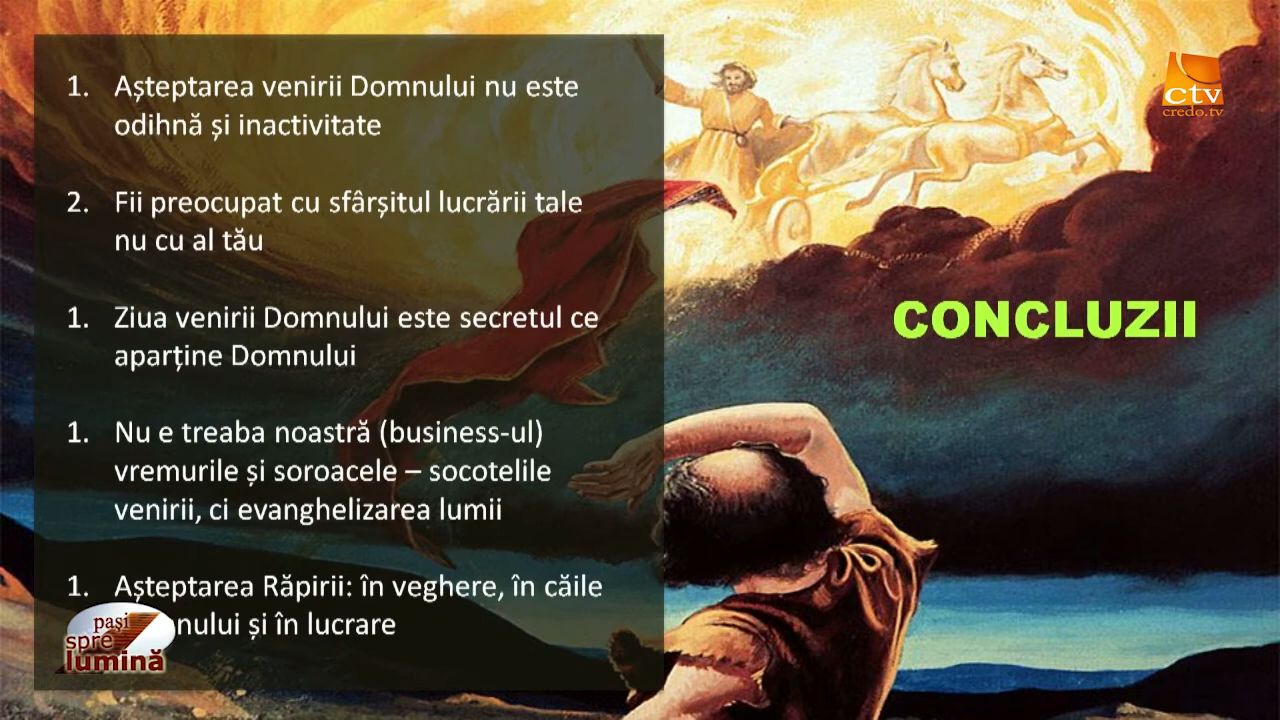 1. Așteptarea venirii Domnului nu este
odihnă și inactivitate
2. Fii preocupat cu sfârșitul lucrării tale
nu cu al tău
1. Ziua venirii Domnului este secretul ce
aparține Domnului
1. Nu e treaba noastră (business-ul)
vremurile și soroacele – socotelile
venirii, ci evanghelizarea lumii
1. Așteptarea Răpirii: în veghere, în căile
nului și în lucrare
CONCLUZII
ctv
credo.tv
pași
spre
lumină